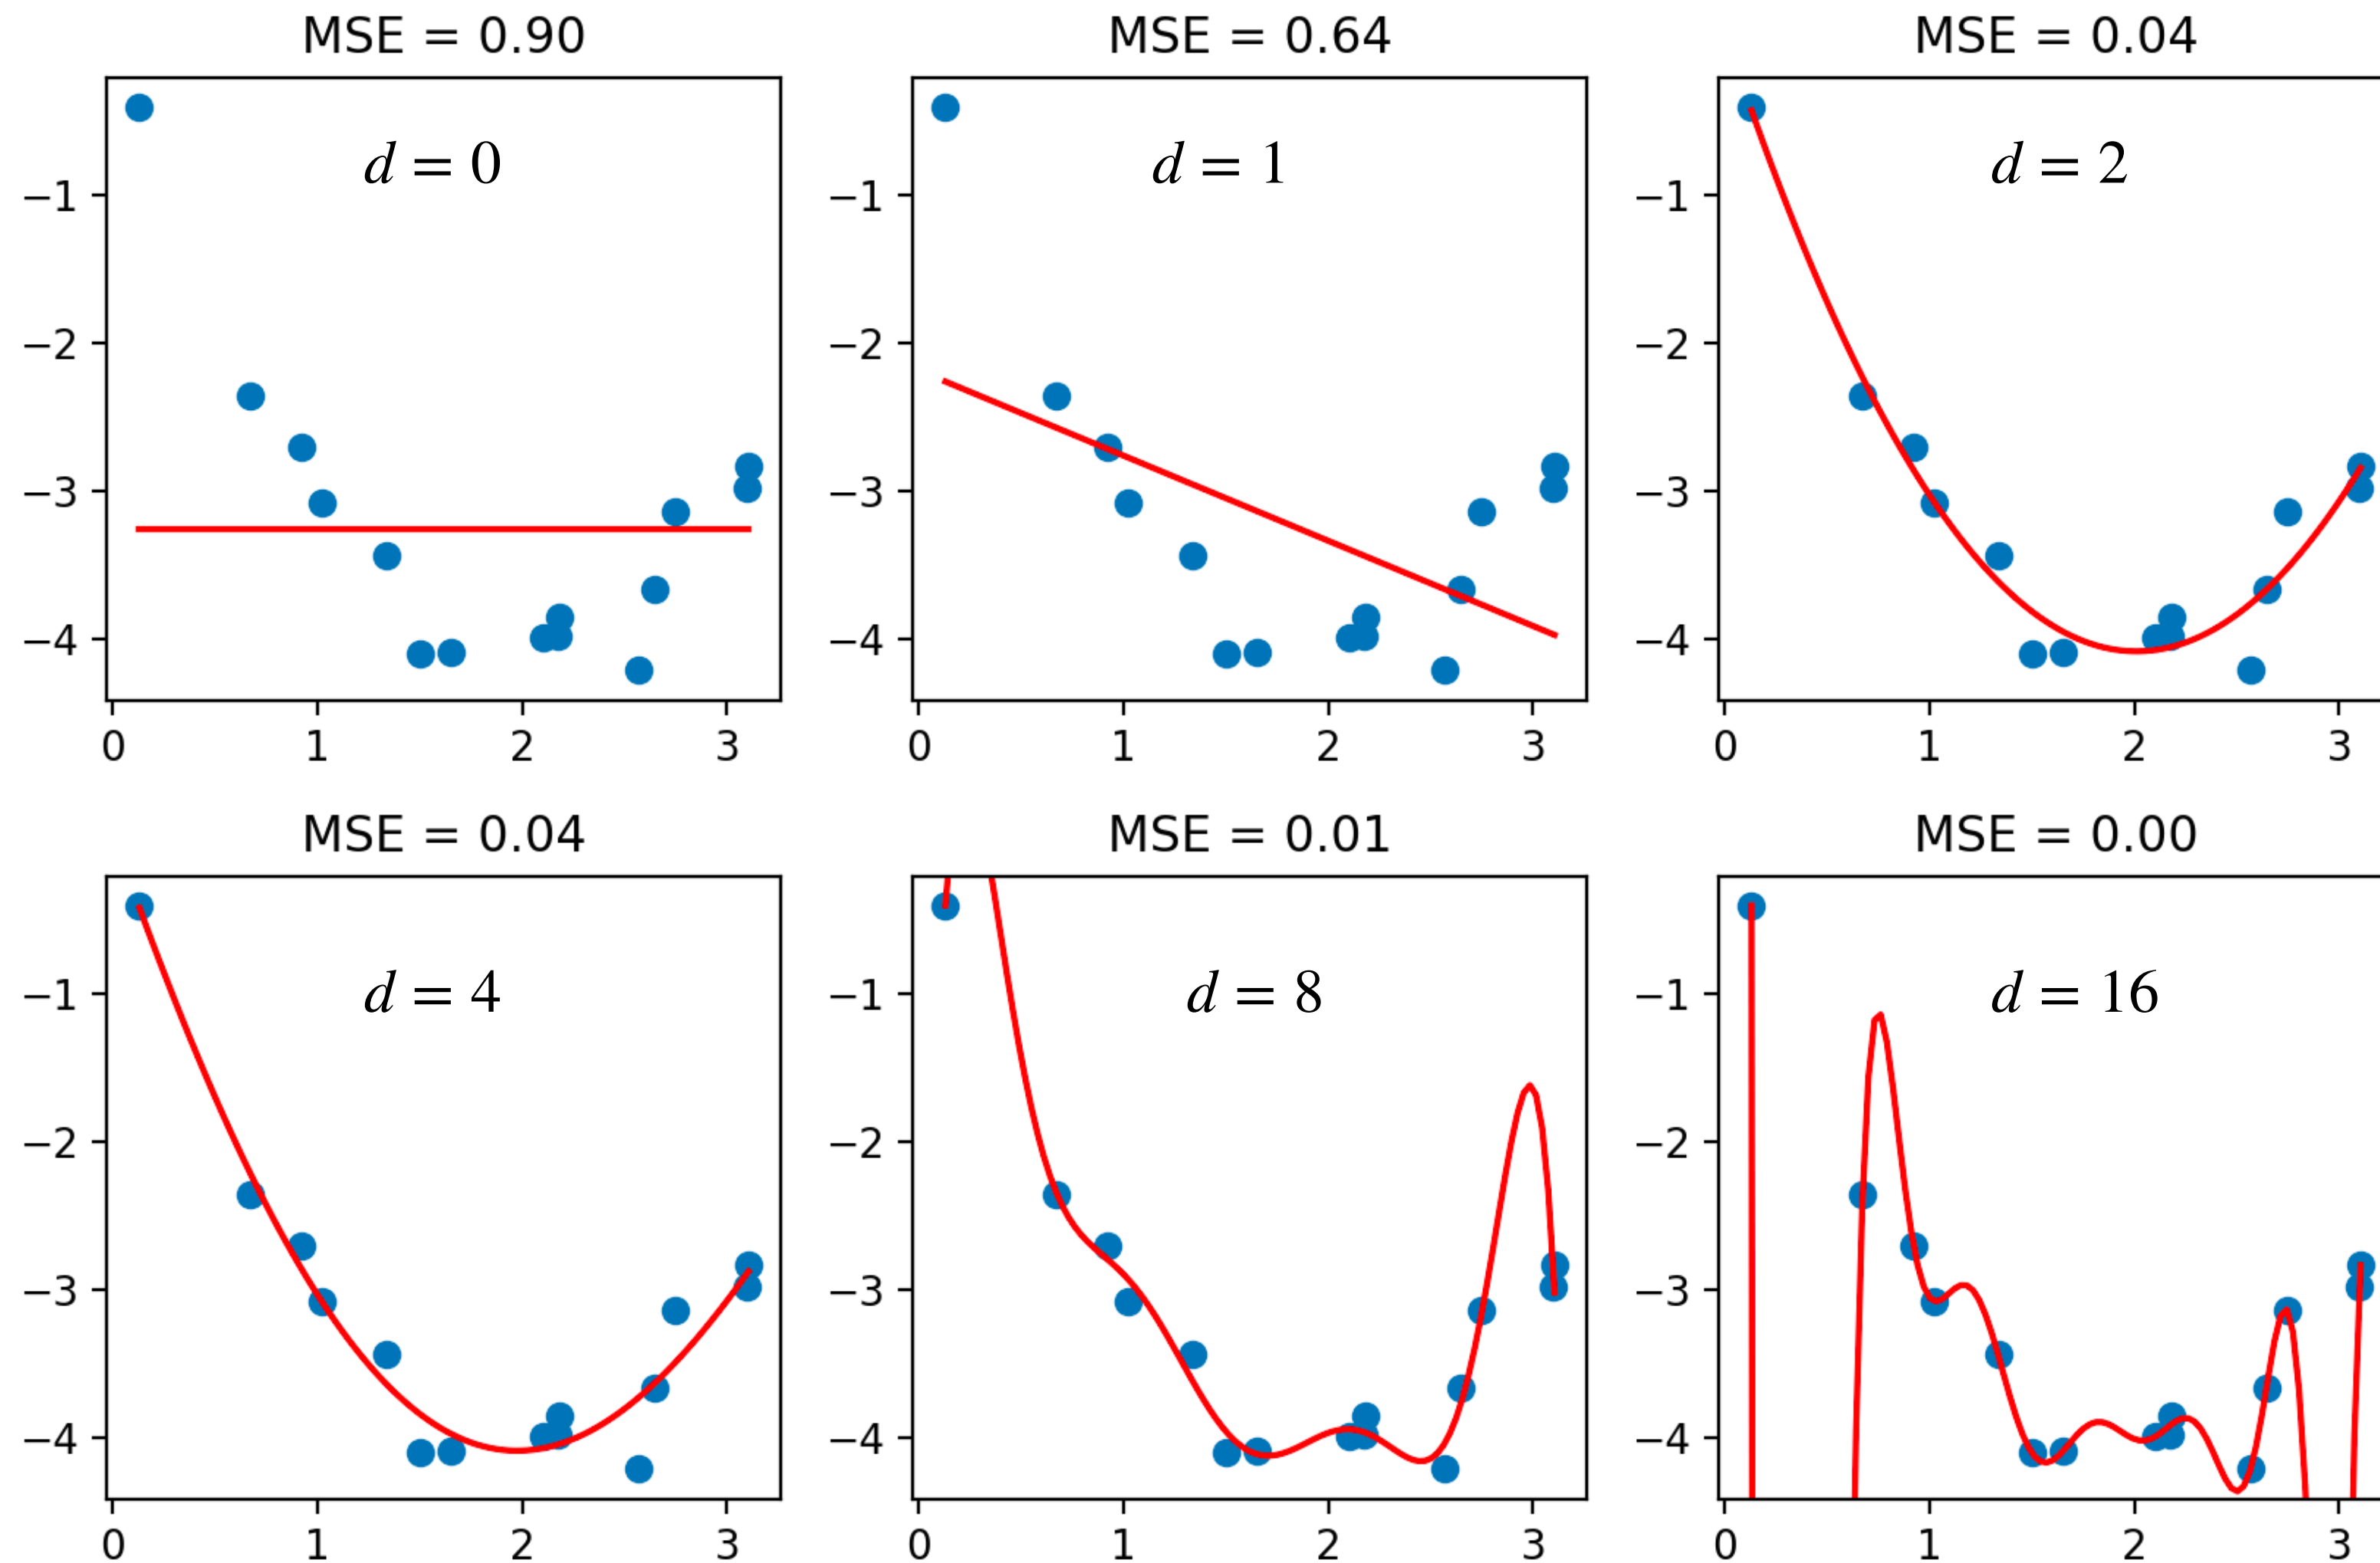 MSE = 0.90
MSE = 0.64
MSE = 0.04
d = 0
d = 1
d = 2
−1
−2
−3
−4
0 1 2 3
−1
−2
−3
−4
0 1 2 3
−1
−2
−3
−4
0 1 2 3
MSE = 0.04
MSE = 0.01
MSE = 0.00
d = 4
d = 8
d = 16
−1
−2
−3
−4
0 1 2 3
−1
−2
−3
−4
0 1 2 3
−1
−2
−3
−4
0 1 2 3